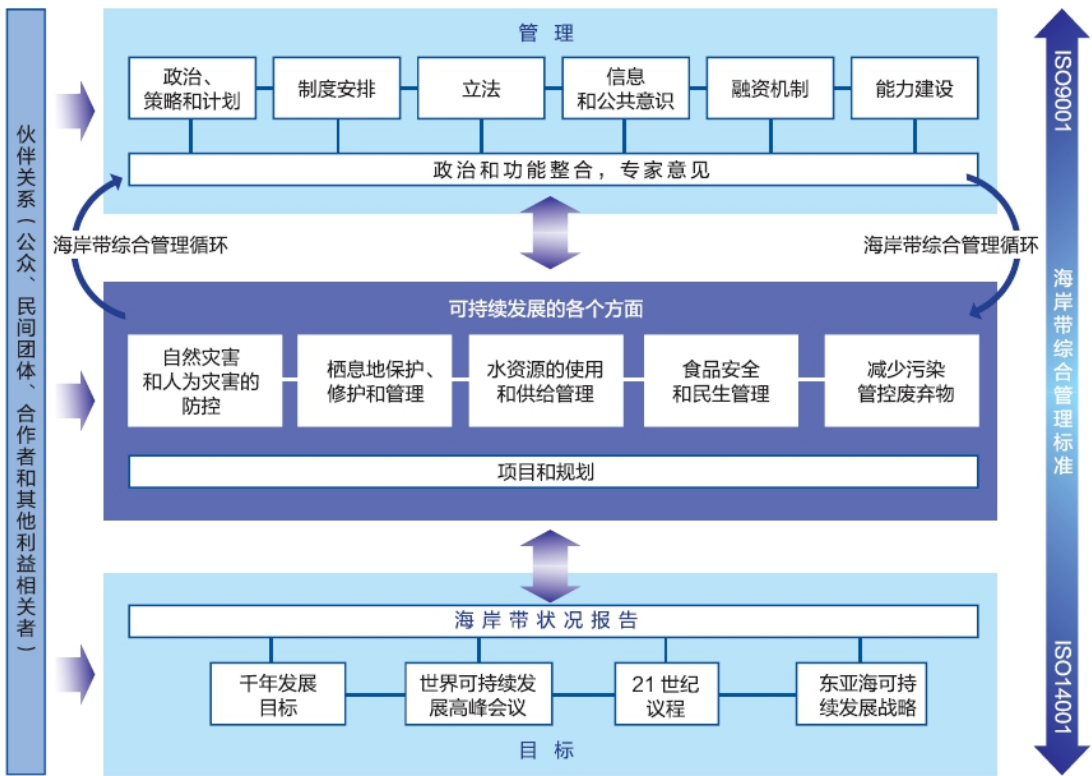 伙伴关系（公众、民间团体、合作者和其他利益相关者）
管 理
政治、
策略和计划
制度安排
立法
信息
和公共意识
融资机制
能力建设
政治和功能整合，专家意见
海岸带综合管理循环
海岸带综合管理循环
可持续发展的各个方面
自然灾害
和人为灾害的
防控
栖息地保护、
修护和管理
水资源的使用
和供给管理
食品安全
和民生管理
减少污染
管控废弃物
项目和规划
海岸带状况报告
千年发展
目标
世界可持续发
展高峰会议
21世纪
议程
东亚海可持
续发展战略
目 标
ISO9001
海岸带综合管理标准
ISO14001